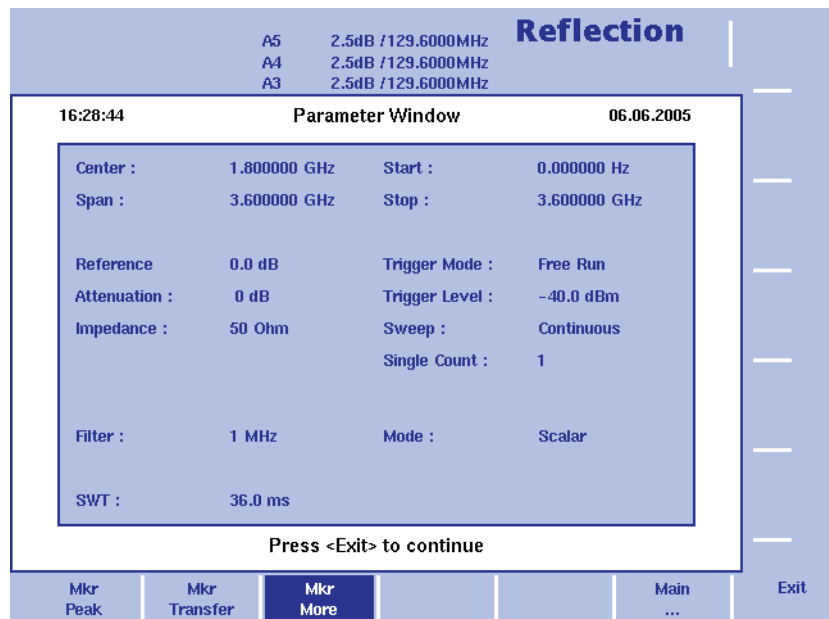 Reflection
A5 2.5dB /129.6000MHz
A4 2.5dB /129.6000MHz
A3 2.5dB /129.6000MHz
16:28:44 Parameter Window 06.06.2005
Center : 1.800000 GHz Start : 0.000000 Hz
Span : 3.600000 GHz Stop : 3.600000 GHz
Reference 0.0 dB Trigger Mode : Free Run
Attenuation : 0 dB Trigger Level : -40.0 dBm
Impedance : 50 Ohm Sweep : Continuous
Single Count : 1
Filter : 1 MHz Mode : Scalar
SWT : 36.0 ms
Press <Exit> to continue
Mkr Peak
Mkr Transfer
Mkr More
Main ...
Exit